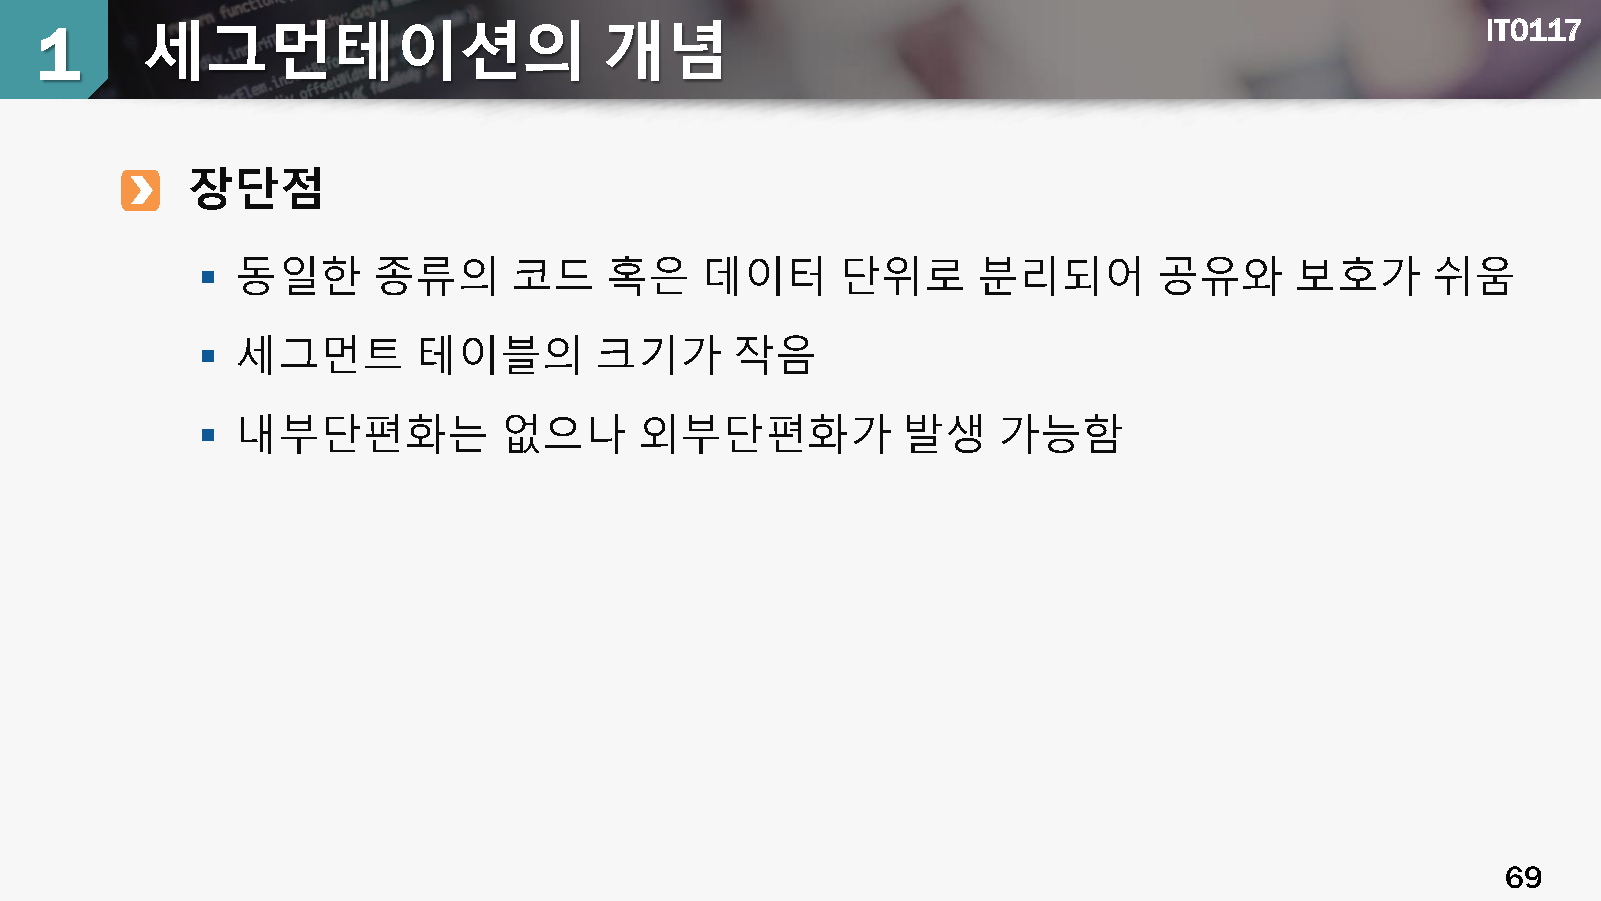 1
세그먼테이션의 개념
IT0117
장단점
동일한 종류의 코드 혹은 데이터 단위로 분리되어 공유와 보호가 쉬움
세그먼트 테이블의 크기가 작음
내부단편화는 없으나 외부단편화가 발생 가능함
69